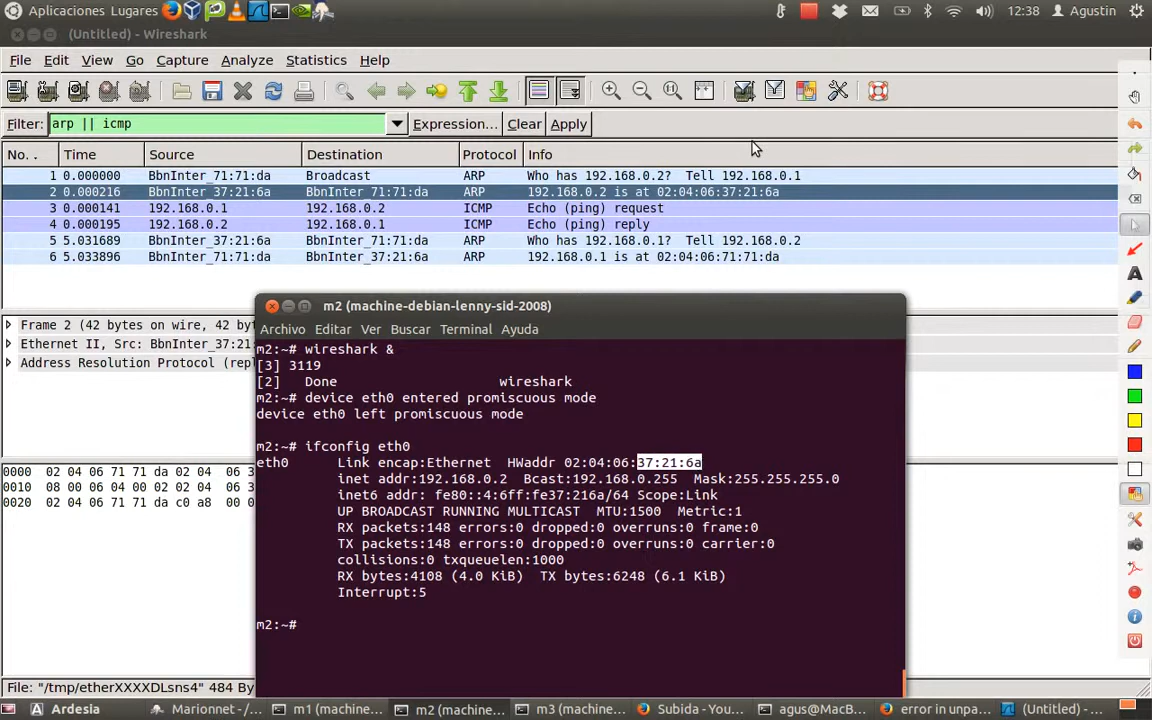 Aplicaciones Lugares 12:38 Agustin
(Untitled) - Wireshark
File Edit View Go Capture Analyze Statistics Help
Filter: arp || icmp Expression... Clear Apply
No. . Time Source Destination Protocol Info
1 0.000000 BbnInter_71:71:da Broadcast ARP Who has 192.168.0.2? Tell 192.168.0.1
2 0.000216 BbnInter_37:21:6a BbnInter_71:71:da ARP 192.168.0.2 is at 02:04:06:37:21:6a
3 0.000141 192.168.0.1 192.168.0.2 ICMP Echo (ping) request
4 0.000195 192.168.0.2 192.168.0.1 ICMP Echo (ping) reply
5 5.031689 BbnInter_37:21:6a BbnInter_71:71:da ARP Who has 192.168.0.1? Tell 192.168.0.2
6 5.033896 BbnInter_71:71:da BbnInter_37:21:6a ARP 192.168.0.1 is at 02:04:06:71:71:da
Frame 2 (42 bytes on wire, 42 by
Ethernet II, Src: BbnInter_37:21:
Address Resolution Protocol (repl
0000 02 04 06 71 71 da 02 04 06 3
0010 08 00 06 04 00 02 02 04 06 3
0020 02 04 06 71 71 da c0 a8 00 0
File: "/tmp/etherXXXXDLsns4" 484 By
m2 (machine-debian-lenny-sid-2008)
Archivo Editar Ver Buscar Terminal Ayuda
m2:~# wireshark &
[3] 3119
[2] Done wireshark
m2:~# device eth0 entered promiscuous mode
device eth0 left promiscuous mode
m2:~# ifconfig eth0
eth0 Link encap:Ethernet HWaddr 02:04:06:37:21:6a
inet addr:192.168.0.2 Bcast:192.168.0.255 Mask:255.255.255.0
inet6 addr: fe80::4:6ff:fe37:216a/64 Scope:Link
UP BROADCAST RUNNING MULTICAST MTU:1500 Metric:1
RX packets:148 errors:0 dropped:0 overruns:0 frame:0
TX packets:148 errors:0 dropped:0 overruns:0 carrier:0
collisions:0 txqueuelen:1000
RX bytes:4108 (4.0 KiB) TX bytes:6248 (6.1 KiB)
Interrupt:5
m2:~#
Ardesia Marionnet - /... m1 (machine... m2 (machine... m3 (machine... Subida - You... agus@MacB... error in unpa... (Untitled) - ...